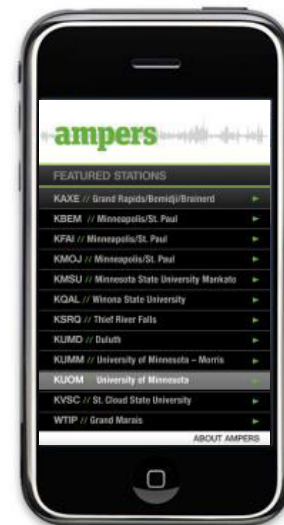 ampers
FEATURED STATIONS
KAXE // Grand Rapids/Bemidji/Brainerd
KBEM // Minneapolis/St. Paul
KFAI // Minneapolis/St. Paul
KMOJ // Minneapolis/St. Paul
KMSU // Minnesota State University Mankato
KQAL // Winona State University
KSRQ // Thief River Falls
KUMD // Duluth
KUMM // University of Minnesota – Morris
KUOM // University of Minnesota
KVSC // St. Cloud State University
WTIP // Grand Marais
ABOUT AMPERS